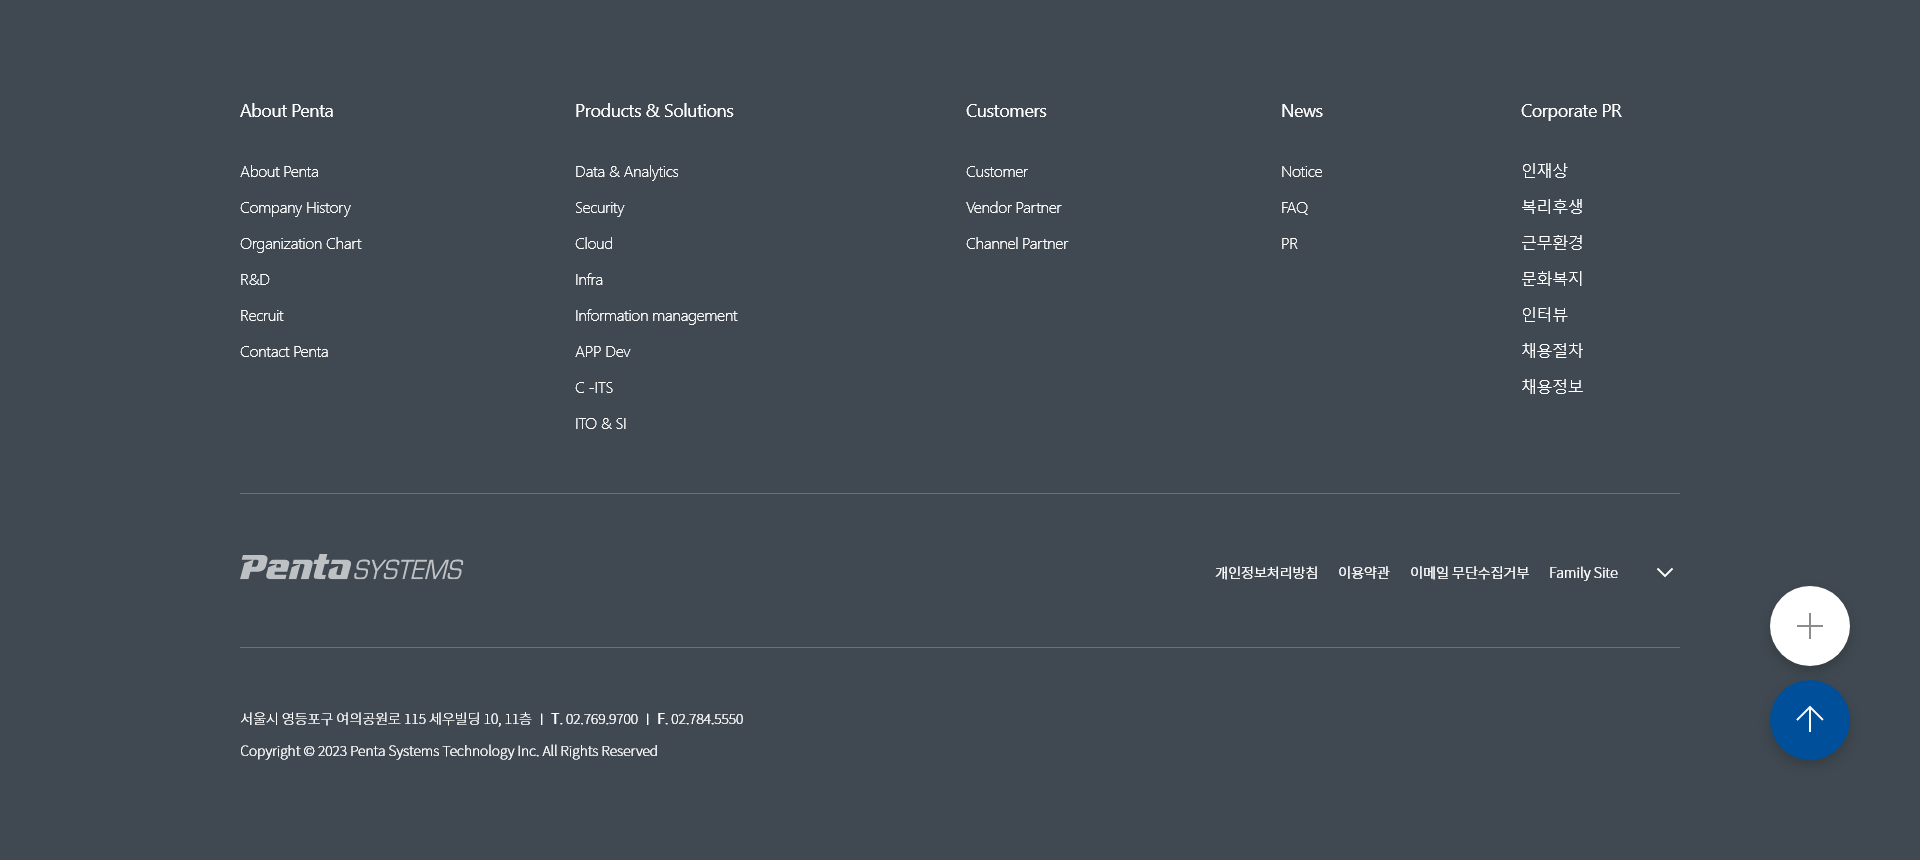 About Penta
About Penta
Company History
Organization Chart
R&D
Recruit
Contact Penta
Products & Solutions
Data & Analytics
Security
Cloud
Infra
Information management
APP Dev
C -ITS
ITO & SI
Customers
Customer
Vendor Partner
Channel Partner
News
Notice
FAQ
PR
Corporate PR
인재상
복리후생
근무환경
문화복지
인터뷰
채용절차
채용정보
Penta SYSTEMS
개인정보처리방침 이용약관 이메일 무단수집거부 Family Site
서울시 영등포구 여의공원로 115 세우빌딩 10, 11층 | T. 02.769.9700 | F. 02.784.5550
Copyright © 2023 Penta Systems Technology Inc. All Rights Reserved